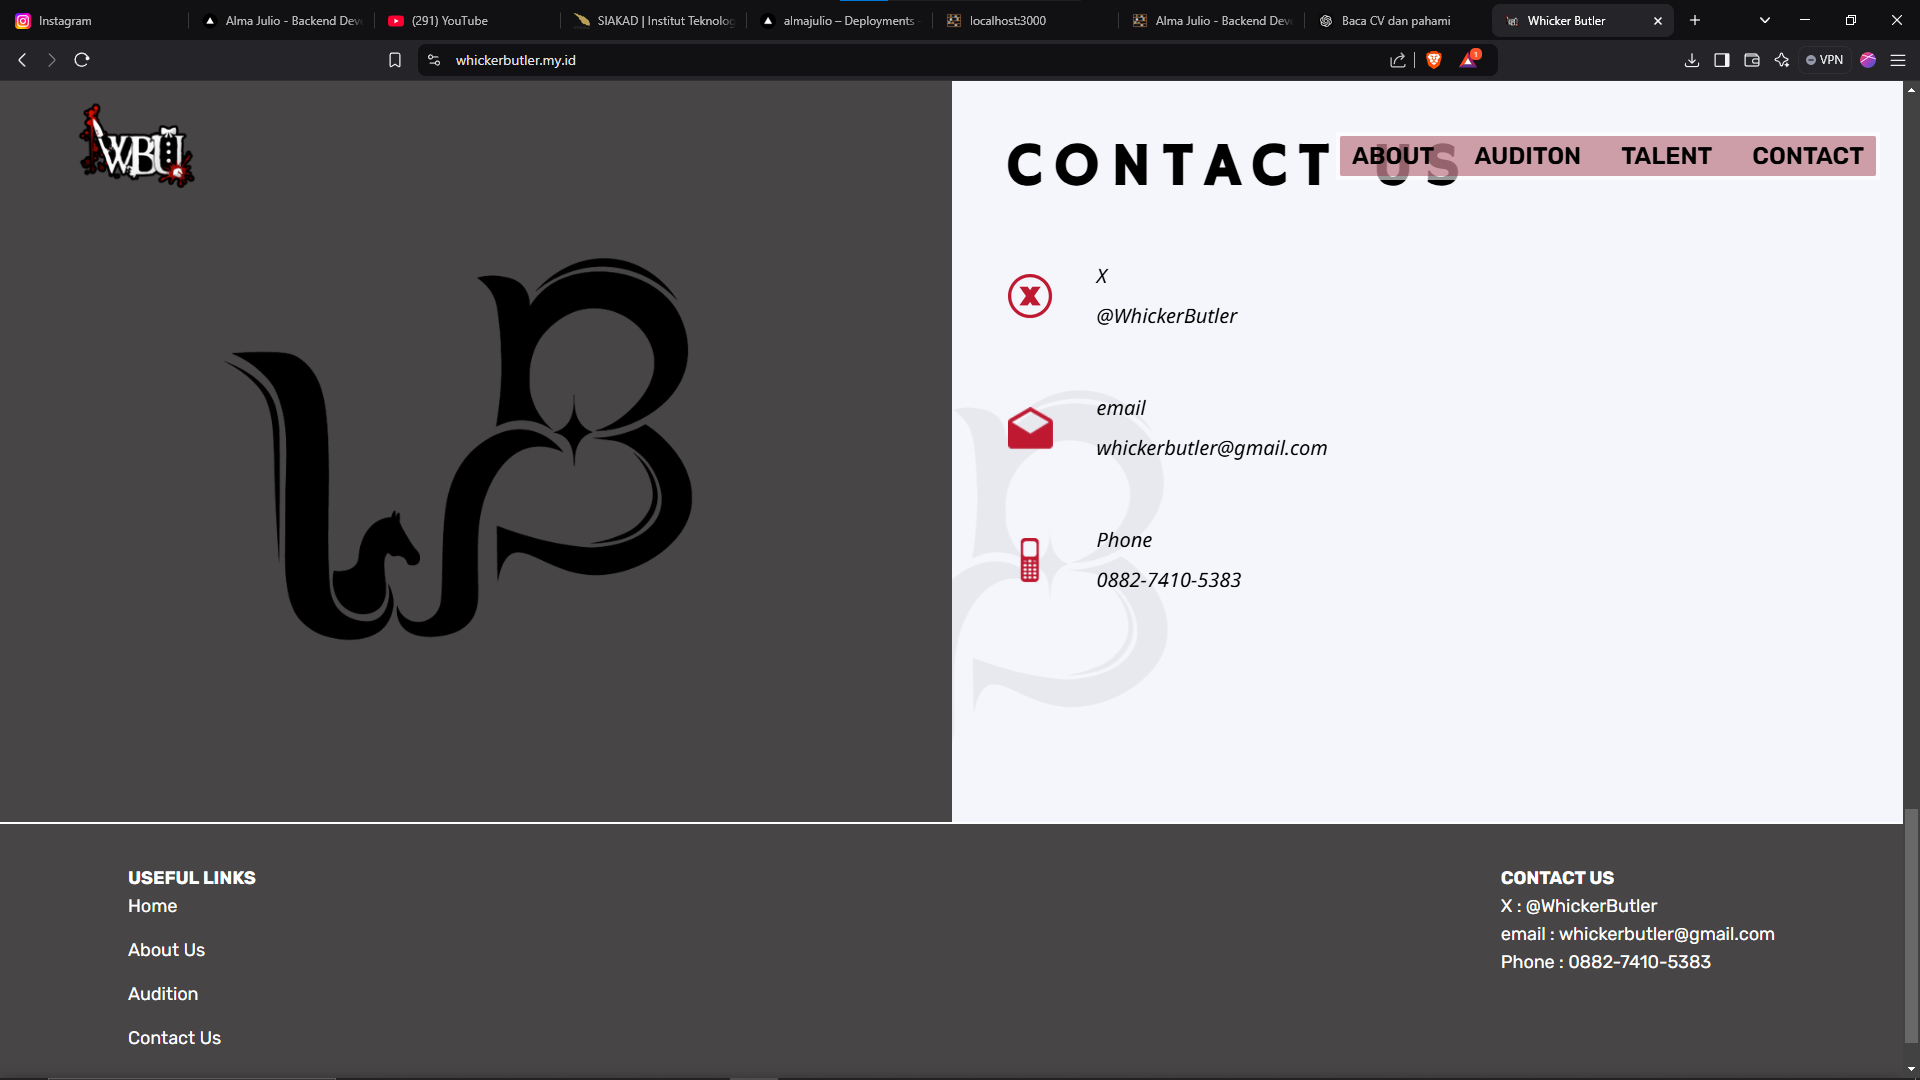 Instagram
Alma Julio - Backend Dev
(291) YouTube
SIAKAD | Institut Teknolog
almajulio – Deployments
localhost:3000
Alma Julio - Backend Dev
Baca CV dan pahami
Whicker Butler
whickerbutler.my.id
1
VPN
WBU
CONTACT US
ABOUT
AUDITON
TALENT
CONTACT
X
@WhickerButler
email
whickerbutler@gmail.com
Phone
0882-7410-5383
USEFUL LINKS
Home
About Us
Audition
Contact Us
CONTACT US
X : @WhickerButler
email : whickerbutler@gmail.com
Phone : 0882-7410-5383